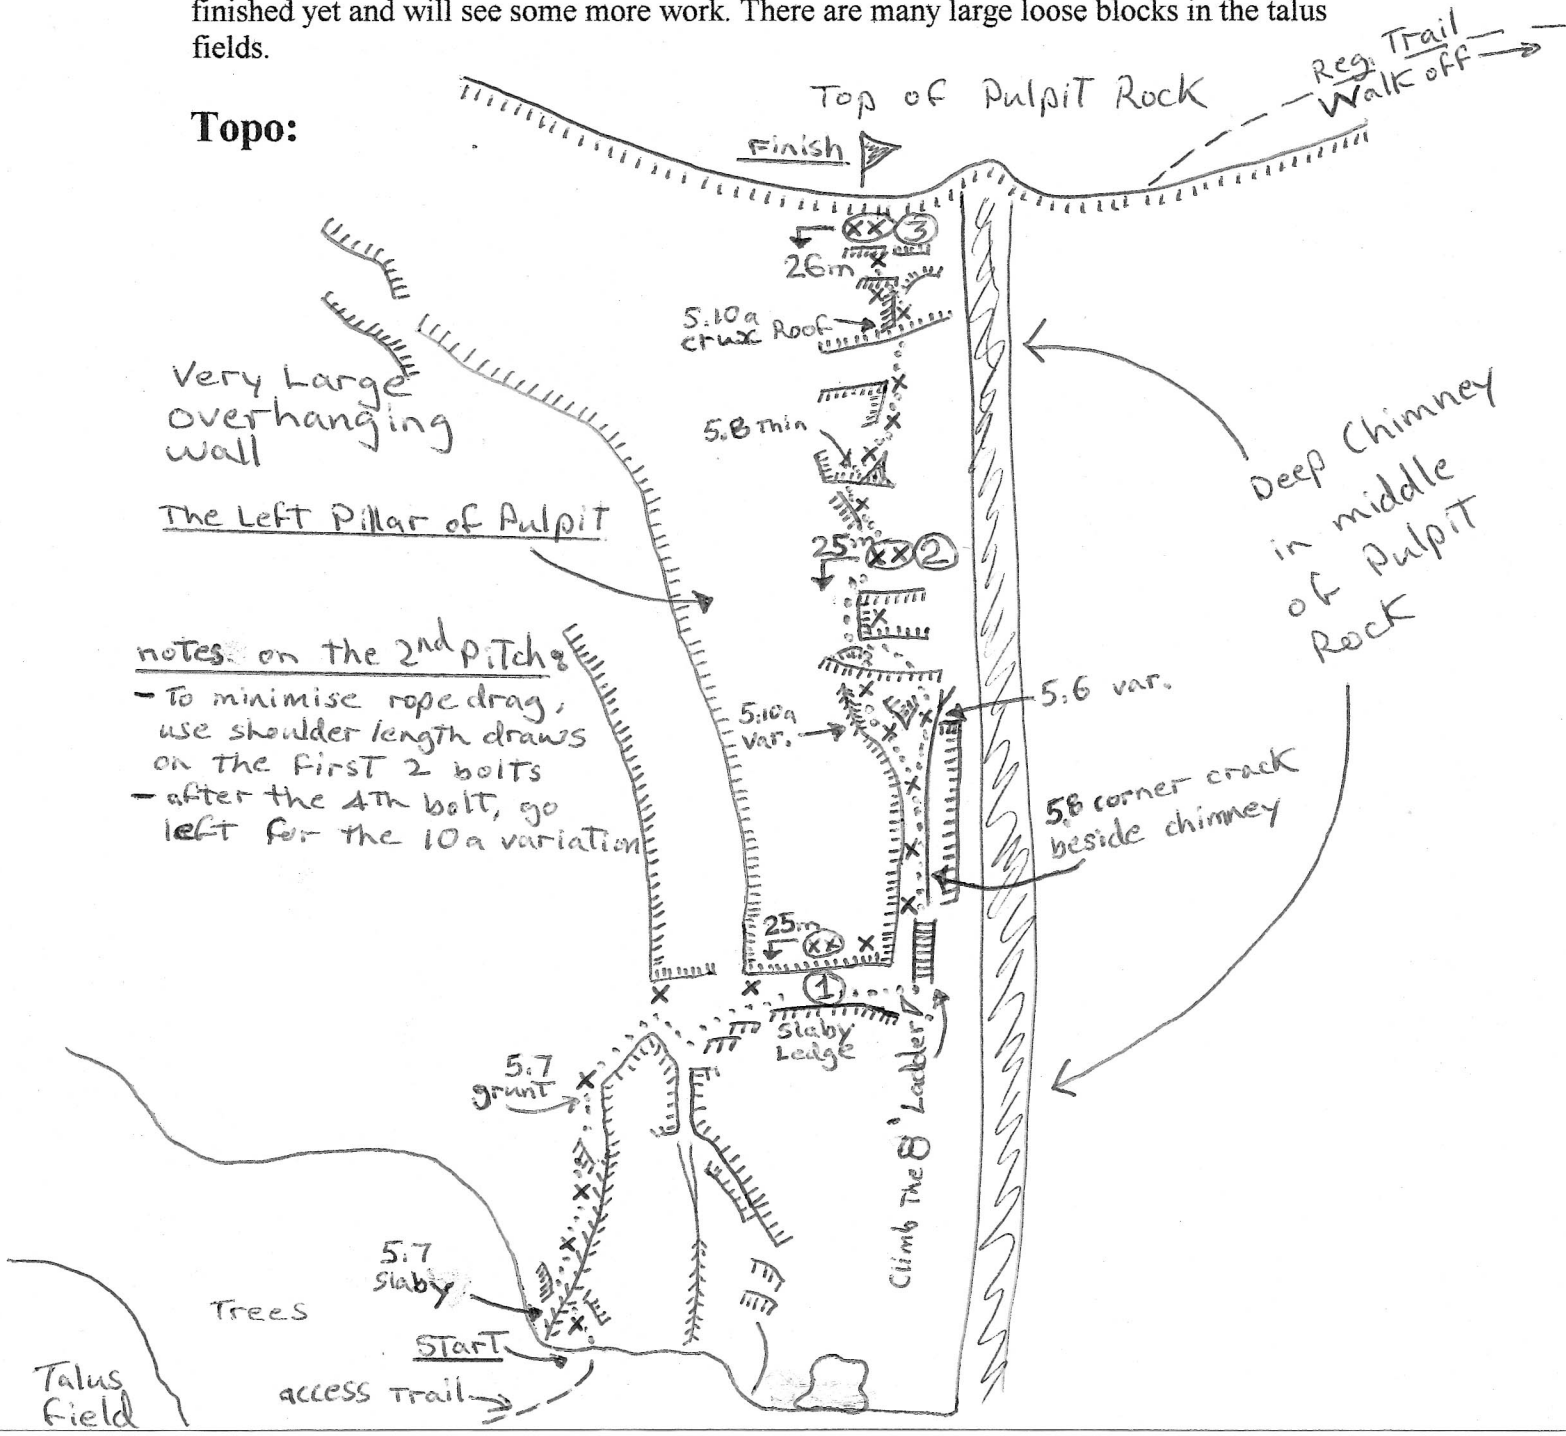 finished yet and will see some more work. There are many large loose blocks in the talus
fields.
Topo:
Reg. Trail
Walk off
Top of Pulpit Rock
Finish
xx 3
26m
5.10a
crux Roof
Very Large
overhanging
wall
5.8 Thin
Deep Chimney
in middle
of Pulpit
Rock
The Left Pillar of Pulpit
25m xx 2
notes on the 2nd Pitch:
- To minimise rope drag,
use shoulder length draws
on the first 2 bolts
- after the 4th bolt, go
left for the 10a variation
5.10a
var.
5.6 var.
5.8 corner crack
beside chimney
25m
xx
1
Slaby
Ledge
Climb The 8' Ladder
5.7
grunt
5.7
Slaby
Trees
Start
access Trail
Talus
field